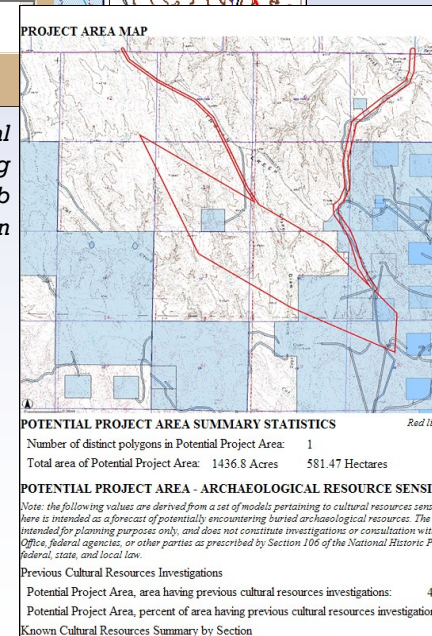 PROJECT AREA MAP
al
g
b
n
POTENTIAL PROJECT AREA SUMMARY STATISTICS Red li
Number of distinct polygons in Potential Project Area: 1
Total area of Potential Project Area: 1436.8 Acres 581.47 Hectares
POTENTIAL PROJECT AREA - ARCHAEOLOGICAL RESOURCE SENSI
Note: the following values are derived from a set of models pertaining to cultural resources sens
here is intended as a forecast of potentially encountering buried archaeological resources. The
intended for planning purposes only, and does not constitute investigations or consultation wit
Office, federal agencies, or other parties as prescribed by Section 106 of the National Historic P
federal, state, and local law.
Previous Cultural Resources Investigations
Potential Project Area, area having previous cultural resources investigations: 4
Potential Project Area, percent of area having previous cultural resources investigation
Known Cultural Resources Summary by Section